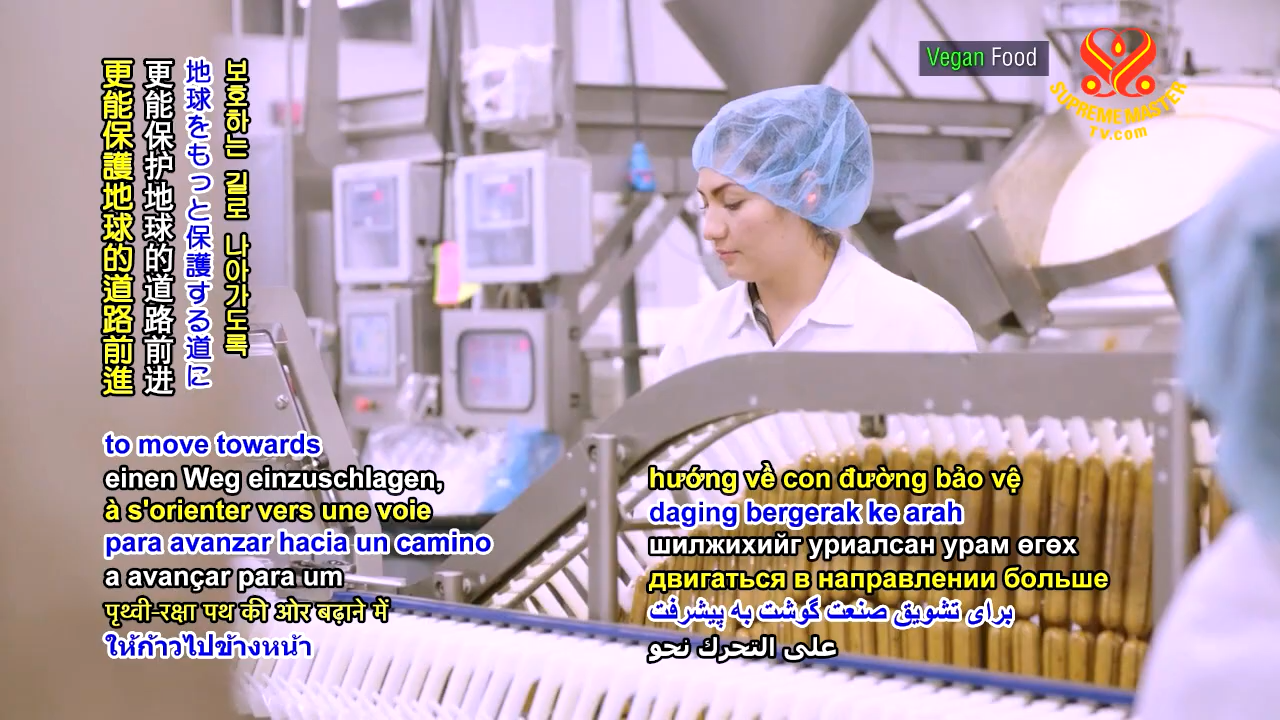 Vegan Food
SUPREME MASTER
TV.com
보호하는 길로 나아가도록
地球をもっと保護する道に
更能保护地球的道路前进
更能保護地球的道路前進
to move towards
einen Weg einzuschlagen,
à s'orienter vers une voie
para avanzar hacia un camino
a avançar para um
पृथ्वी-रक्षा पथ की ओर बढ़ाने में
ให้ก้าวไปข้างหน้า
hướng về con đường bảo vệ
daging bergerak ke arah
шилжихийг уриалсан урам өгөх
двигаться в направлении больше
برای تشویق صنعت گوشت به پیشرفت
على التحرك نحو